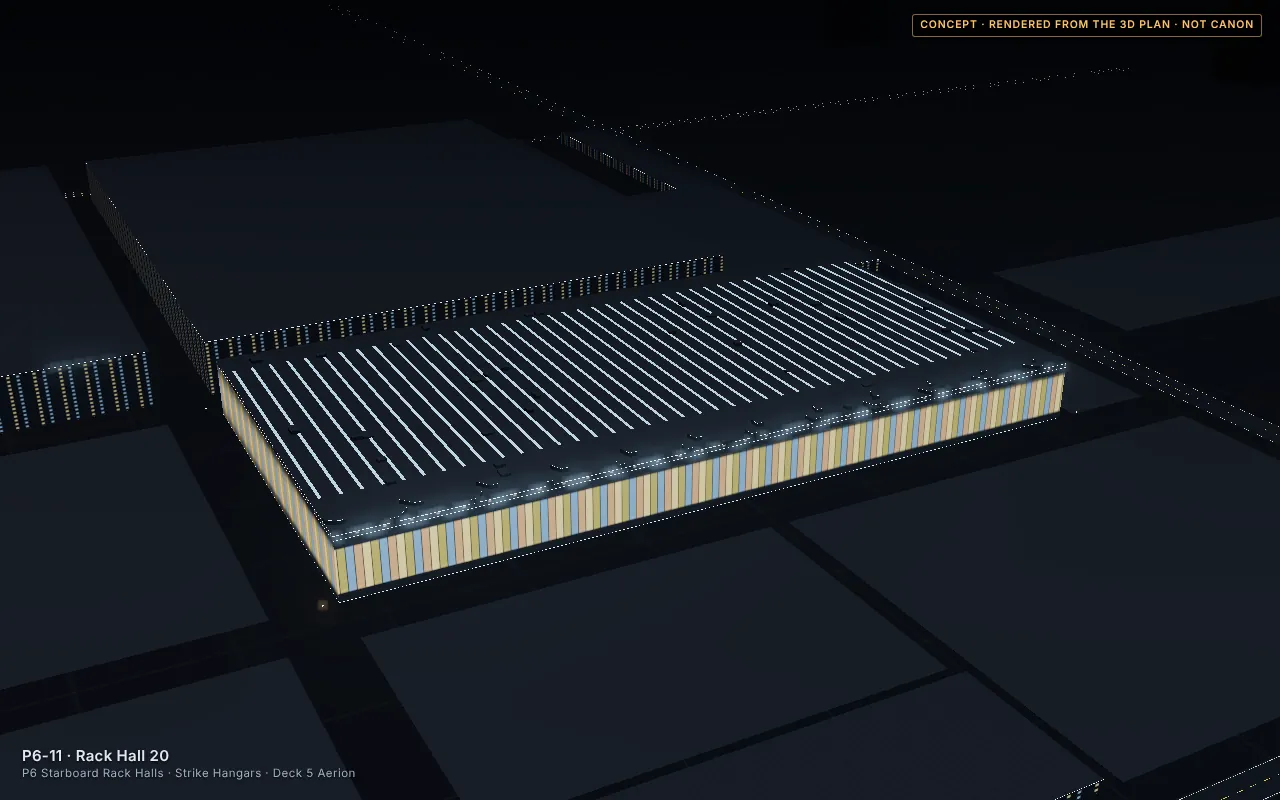 CONCEPT · RENDERED FROM THE 3D PLAN · NOT CANON
P6-11 · Rack Hall 20
P6 Starboard Rack Halls · Strike Hangars · Deck 5 Aerion